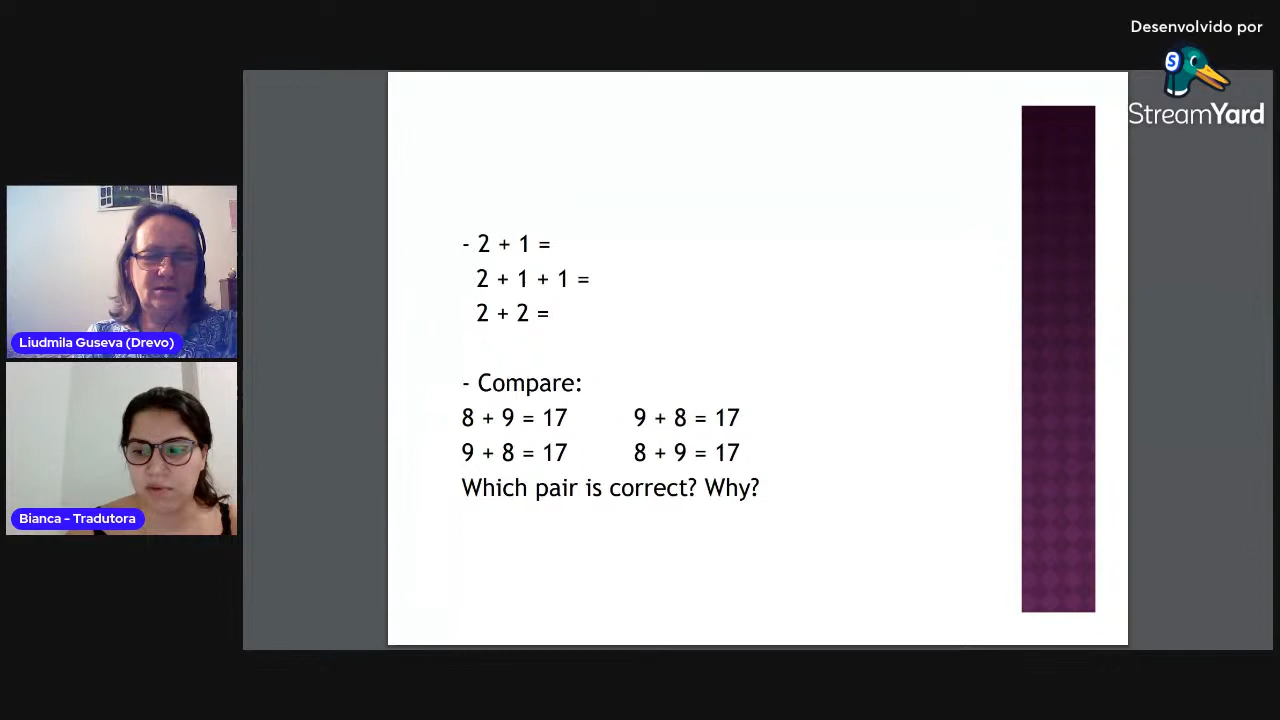 Desenvolvido por
StreamYard
- 2 + 1 =
2 + 1 + 1 =
2 + 2 =
- Compare:
8 + 9 = 17 9 + 8 = 17
9 + 8 = 17 8 + 9 = 17
Which pair is correct? Why?
Liudmila Guseva (Drevo)
Bianca - Tradutora